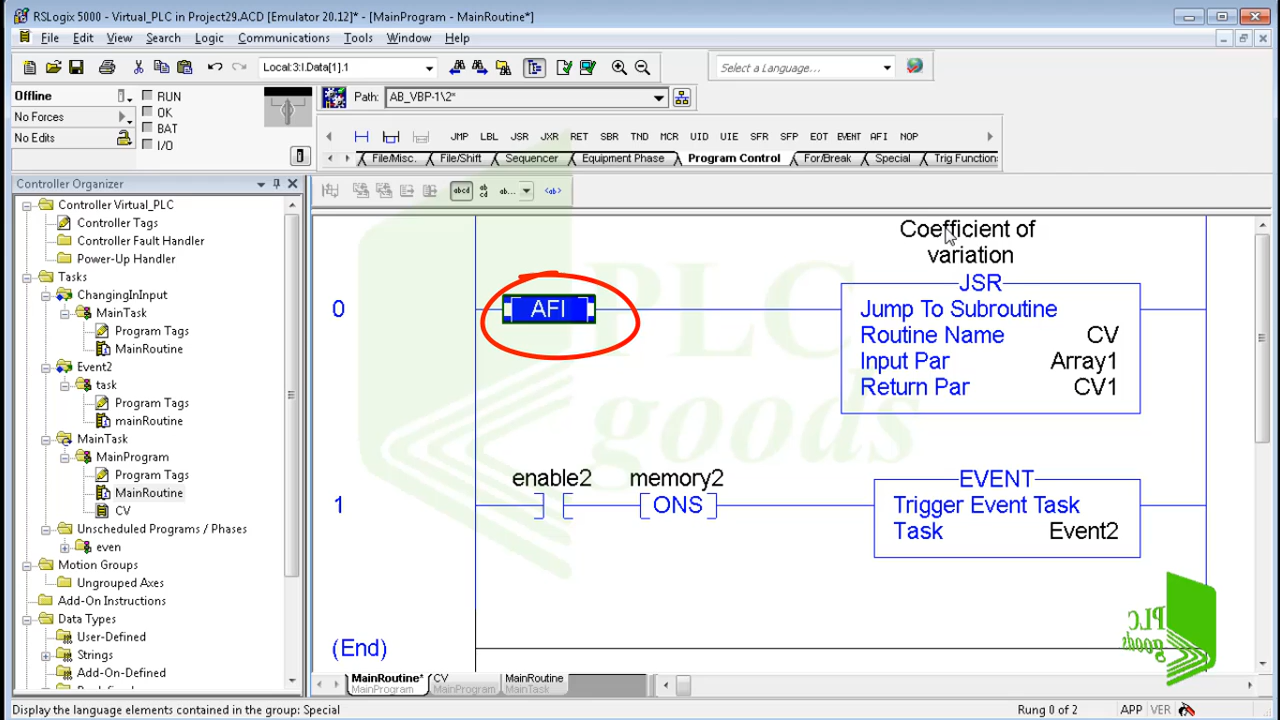 RSLogix 5000 - Virtual_PLC in Project29.ACD [Emulator 20.12]* - [MainProgram - MainRoutine*]
File Edit View Search Logic Communications Tools Window Help
Local:3:I.Data[1].1
Select a Language...
Offline
RUN
No Forces
OK
No Edits
BAT
I/O
Path: AB_VBP-1\2*
JMP LBL JSR JXR RET SBR TND MCR UID UIE SFR SFP EOT EVENT AFI NOP
File/Misc. File/Shift Sequencer Equipment Phase Program Control For/Break Special Trig Function
Controller Organizer
Controller Virtual_PLC
Controller Tags
Controller Fault Handler
Power-Up Handler
Tasks
ChangingInInput
MainTask
Program Tags
MainRoutine
Event2
task
Program Tags
mainRoutine
MainTask
MainProgram
Program Tags
MainRoutine
CV
Unscheduled Programs / Phases
even
Motion Groups
Ungrouped Axes
Add-On Instructions
Data Types
User-Defined
Strings
Add-On-Defined
abcd
ab cd
ab...
<ab>
Coefficient of
variation
0
AFI
JSR
Jump To Subroutine
Routine Name CV
Input Par Array1
Return Par CV1
enable2 memory2
1
ONS
EVENT
Trigger Event Task
Task Event2
(End)
PLC
goods
PLC
goods
MainRoutine* CV MainRoutine
MainProgram MainProgram MainTask
Display the language elements contained in the group: Special
Rung 0 of 2 APP VER